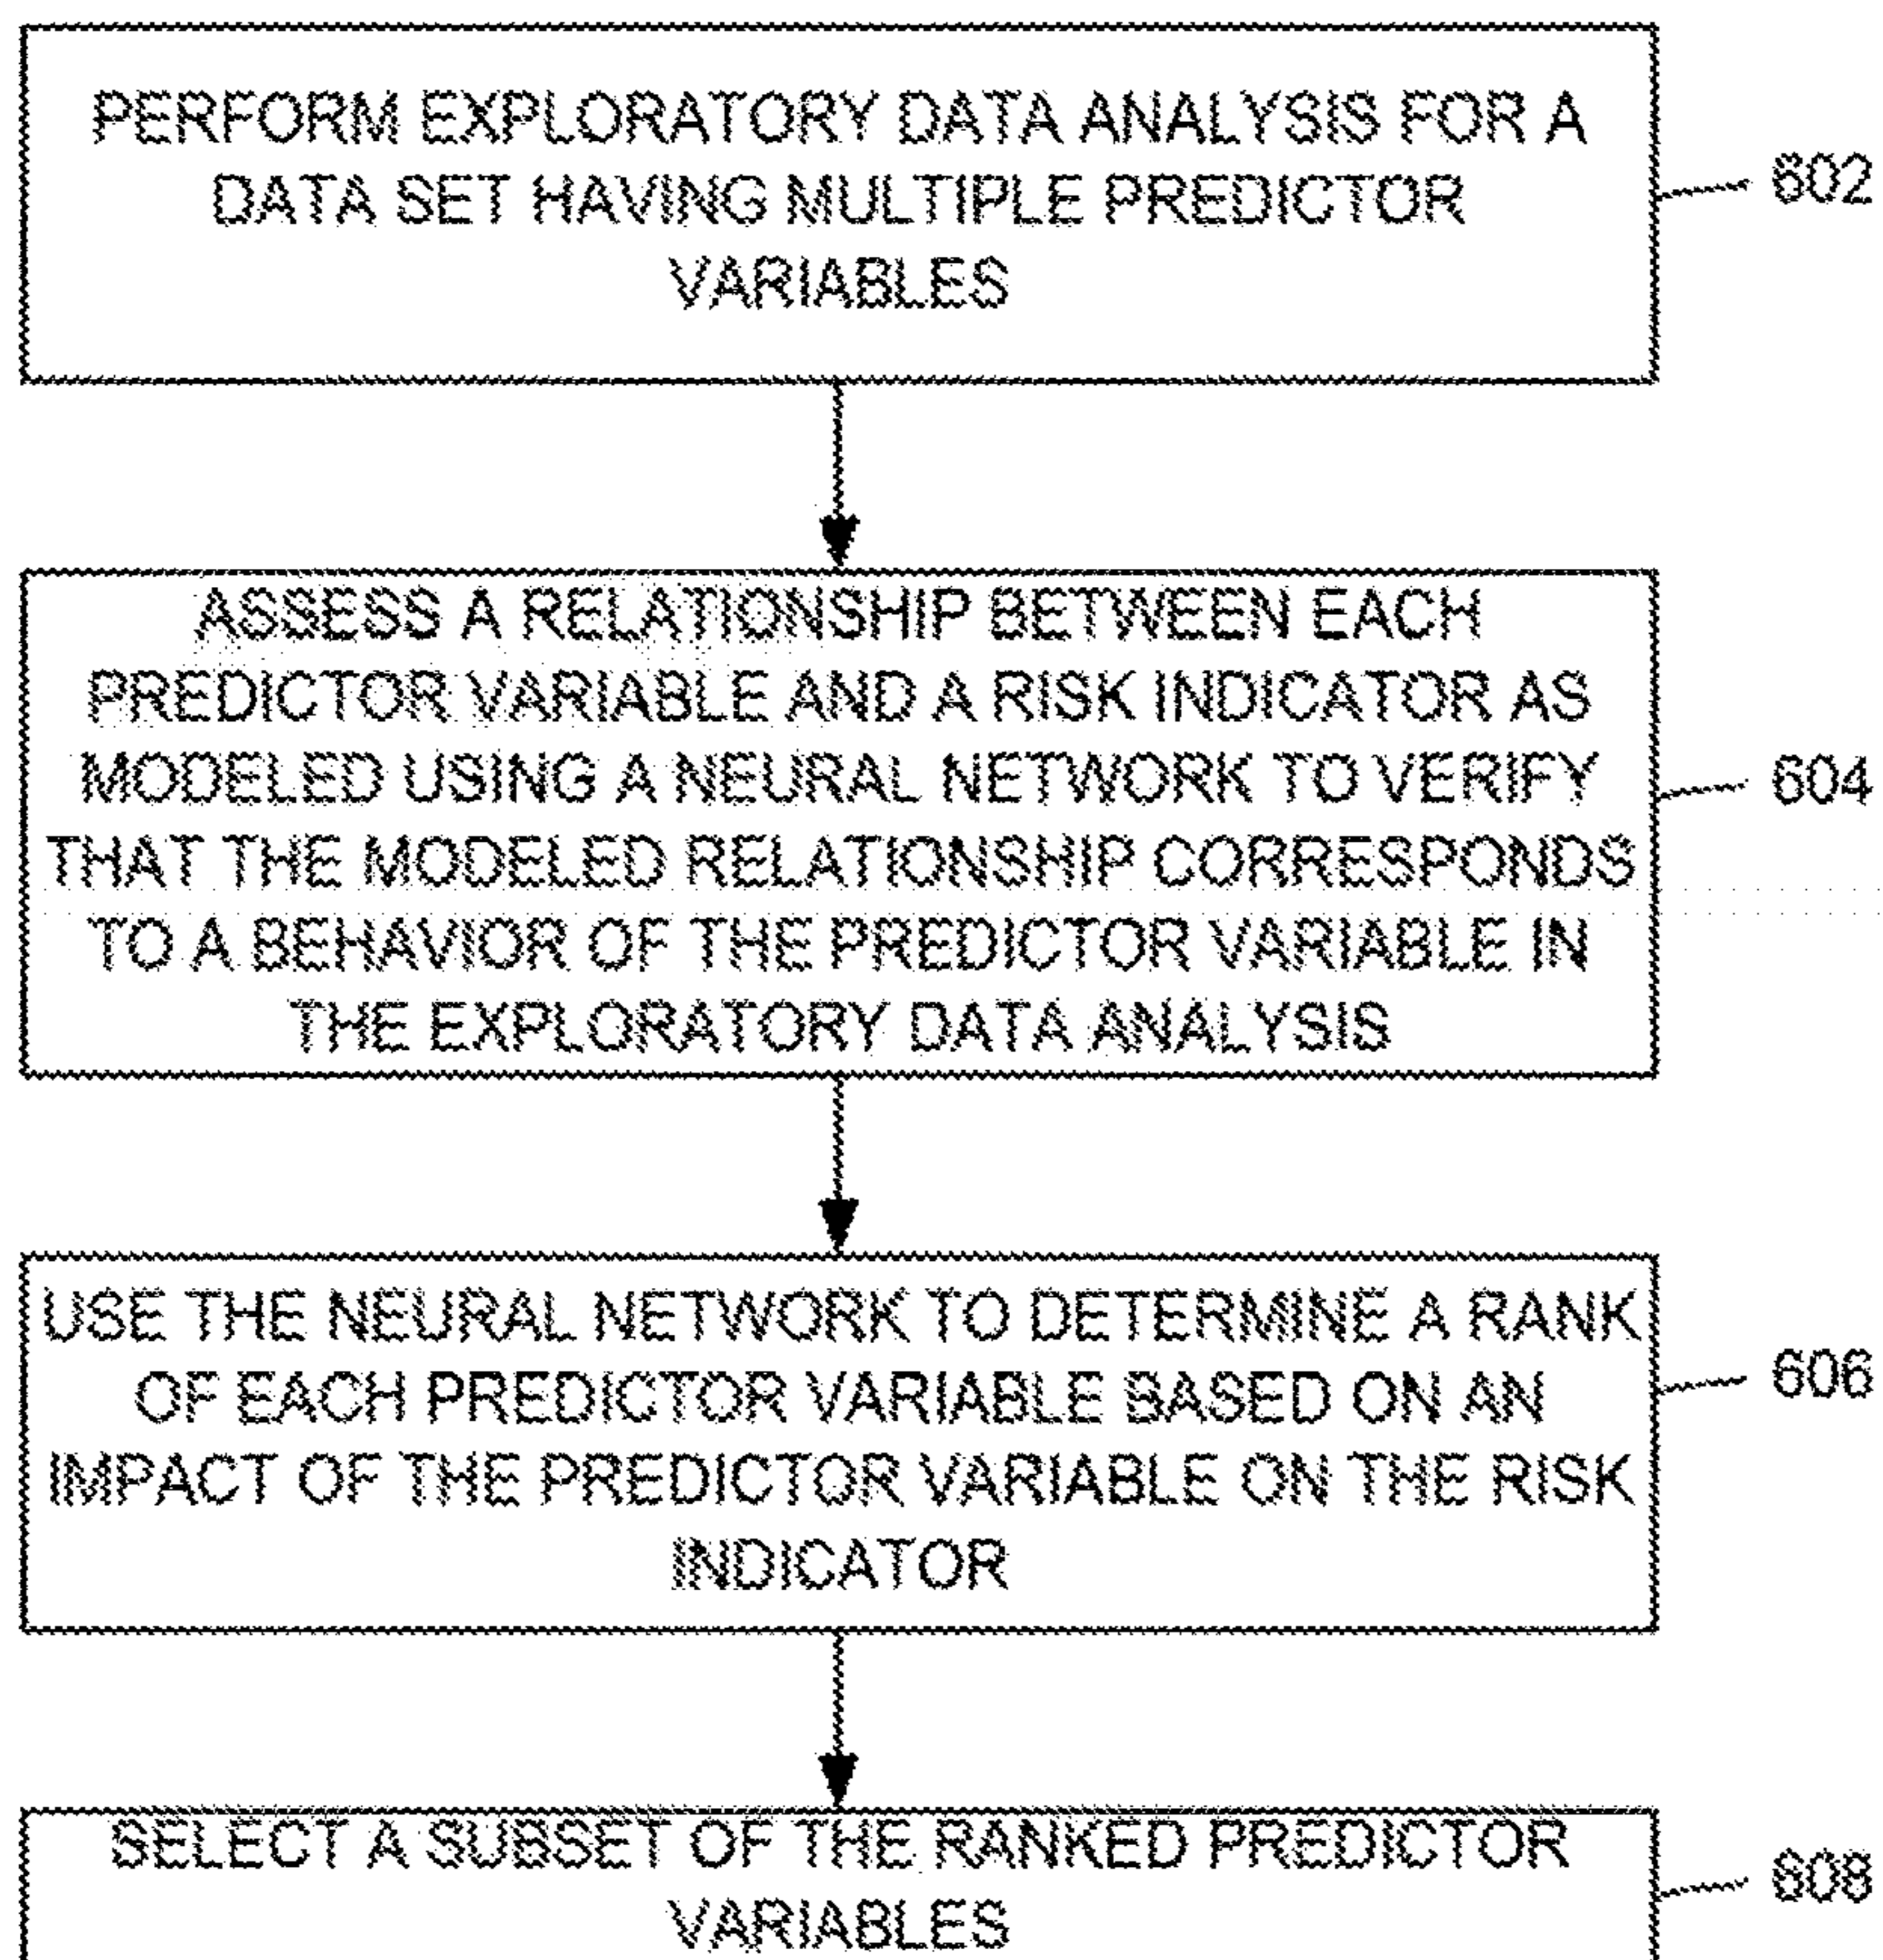 PERFORM EXPLORATORY DATA ANALYSIS FOR A
DATA SET HAVING MULTIPLE PREDICTOR
VARIABLES
602
ASSESS A RELATIONSHIP BETWEEN EACH
PREDICTOR VARIABLE AND A RISK INDICATOR AS
MODELED USING A NEURAL NETWORK TO VERIFY
THAT THE MODELED RELATIONSHIP CORRESPONDS
TO A BEHAVIOR OF THE PREDICTOR VARIABLE IN
THE EXPLORATORY DATA ANALYSIS
604
USE THE NEURAL NETWORK TO DETERMINE A RANK
OF EACH PREDICTOR VARIABLE BASED ON AN
IMPACT OF THE PREDICTOR VARIABLE ON THE RISK
INDICATOR
606
SELECT A SUBSET OF THE RANKED PREDICTOR
VARIABLES
608